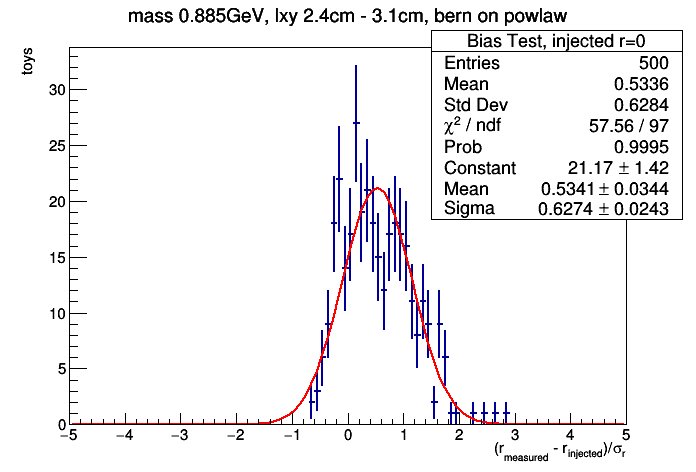 mass 0.885GeV, lxy 2.4cm - 3.1cm, bern on powlaw
Bias Test, injected r=0
Entries 500
Mean 0.5336
Std Dev 0.6284
χ² / ndf 57.56 / 97
Prob 0.9995
Constant 21.17 ± 1.42
Mean 0.5341 ± 0.0344
Sigma 0.6274 ± 0.0243
toys
30
25
20
15
10
5
0
−5 −4 −3 −2 −1 0 1 2 3 4 5
(r_measured - r_injected)/σ_r